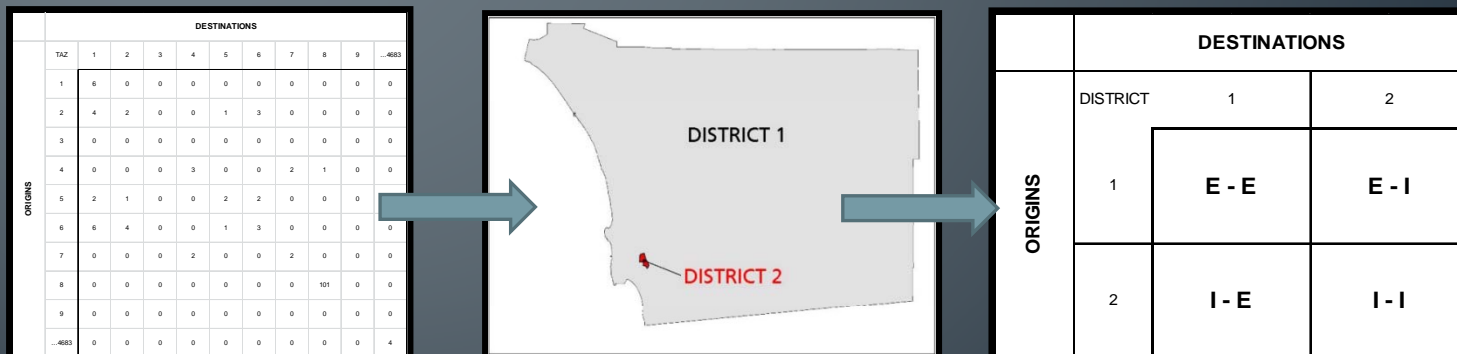 DESTINATIONS
ORIGINS
TAZ 1 2 3 4 5 6 7 8 9 ...4683
1 6 0 0 0 0 0 0 0 0 0
2 4 2 0 0 1 3 0 0 0 0
3 0 0 0 0 0 0 0 0 0 0
4 0 0 0 3 0 0 2 1 0 0
5 2 1 0 0 2 2 0 0 0
6 6 4 0 0 1 3 0 0 0 0
7 0 0 0 2 0 0 2 0 0 0
8 0 0 0 0 0 0 0 101 0 0
9 0 0 0 0 0 0 0 0 0 0
...4683 0 0 0 0 0 0 0 0 0 4
DISTRICT 1
DISTRICT 2
DESTINATIONS
ORIGINS
DISTRICT 1 2
1 E - E E - I
2 I - E I - I